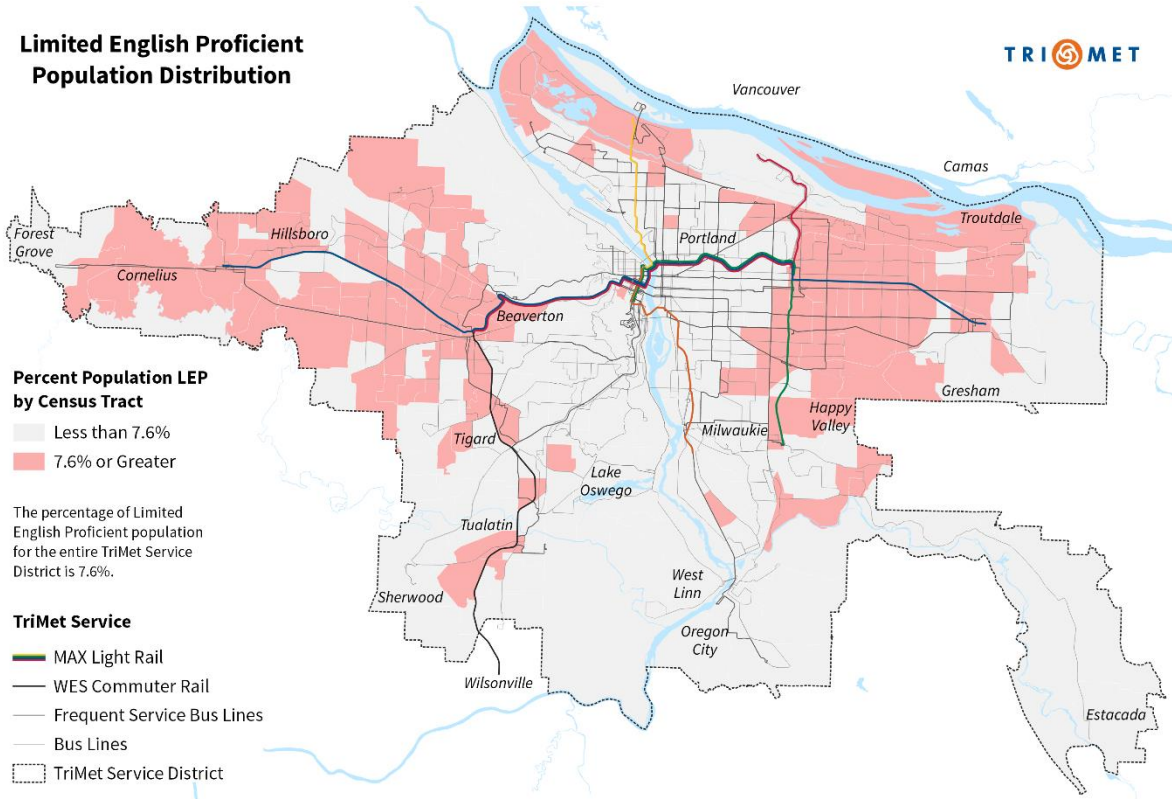 Limited English Proficient
Population Distribution
TRI MET
Vancouver
Camas
Troutdale
Forest
Grove
Hillsboro
Portland
Cornelius
Beaverton
Percent Population LEP
by Census Tract
Less than 7.6%
7.6% or Greater
Gresham
Happy
Valley
Milwaukie
Tigard
Lake
Oswego
The percentage of Limited
English Proficient population
for the entire TriMet Service
District is 7.6%.
Tualatin
West
Linn
Sherwood
Oregon
City
TriMet Service
MAX Light Rail
WES Commuter Rail
Wilsonville
Frequent Service Bus Lines
Estacada
Bus Lines
TriMet Service District